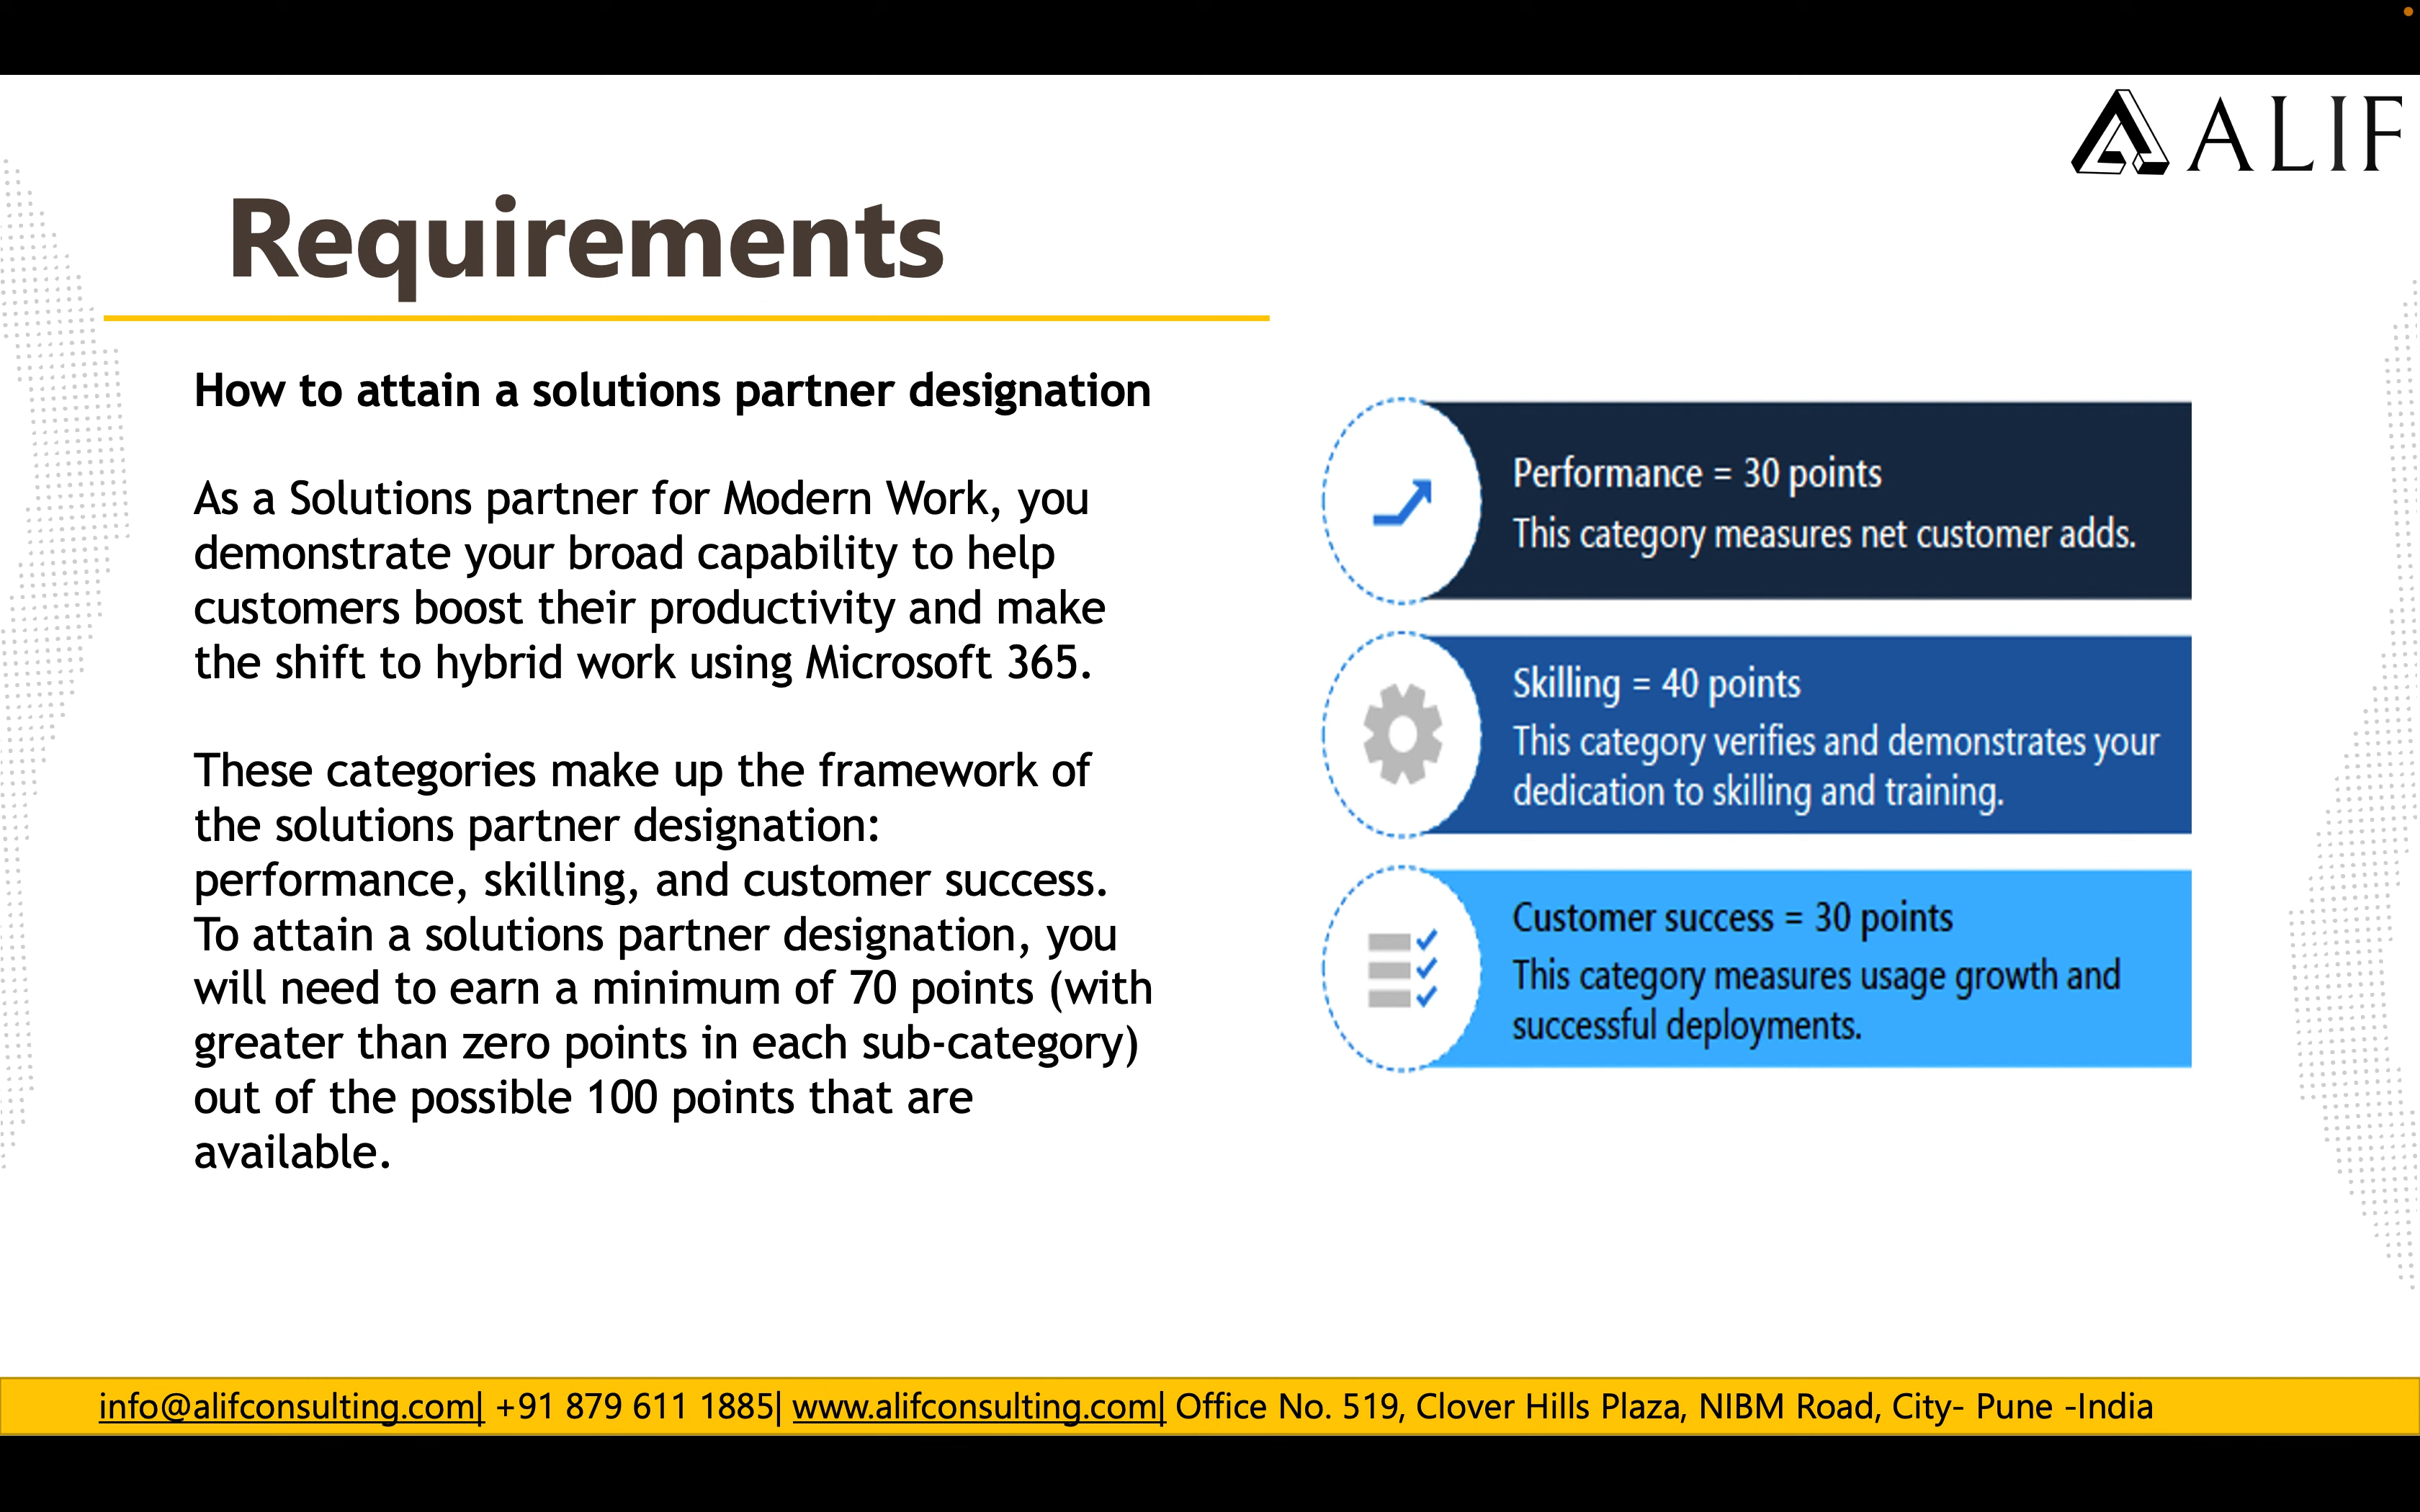 ALIF
Requirements
How to attain a solutions partner designation
As a Solutions partner for Modern Work, you
demonstrate your broad capability to help
customers boost their productivity and make
the shift to hybrid work using Microsoft 365.
These categories make up the framework of
the solutions partner designation:
performance, skilling, and customer success.
To attain a solutions partner designation, you
will need to earn a minimum of 70 points (with
greater than zero points in each sub-category)
out of the possible 100 points that are
available.
Performance = 30 points
This category measures net customer adds.
Skilling = 40 points
This category verifies and demonstrates your
dedication to skilling and training.
Customer success = 30 points
This category measures usage growth and
successful deployments.
info@alifconsulting.com| +91 879 611 1885| www.alifconsulting.com| Office No. 519, Clover Hills Plaza, NIBM Road, City- Pune -India